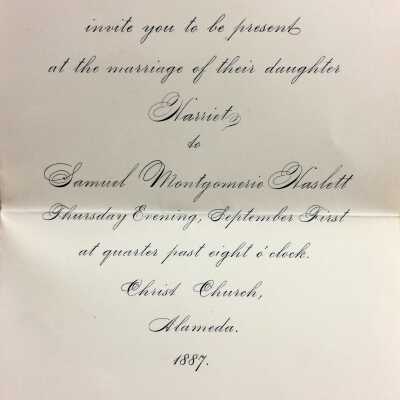 invite you to be present
at the marriage of their daughter
Harriet
to
Samuel Montgomerie Haslett
Thursday Evening, September First
at quarter past eight o'clock.
Christ Church,
Alameda.
1887.